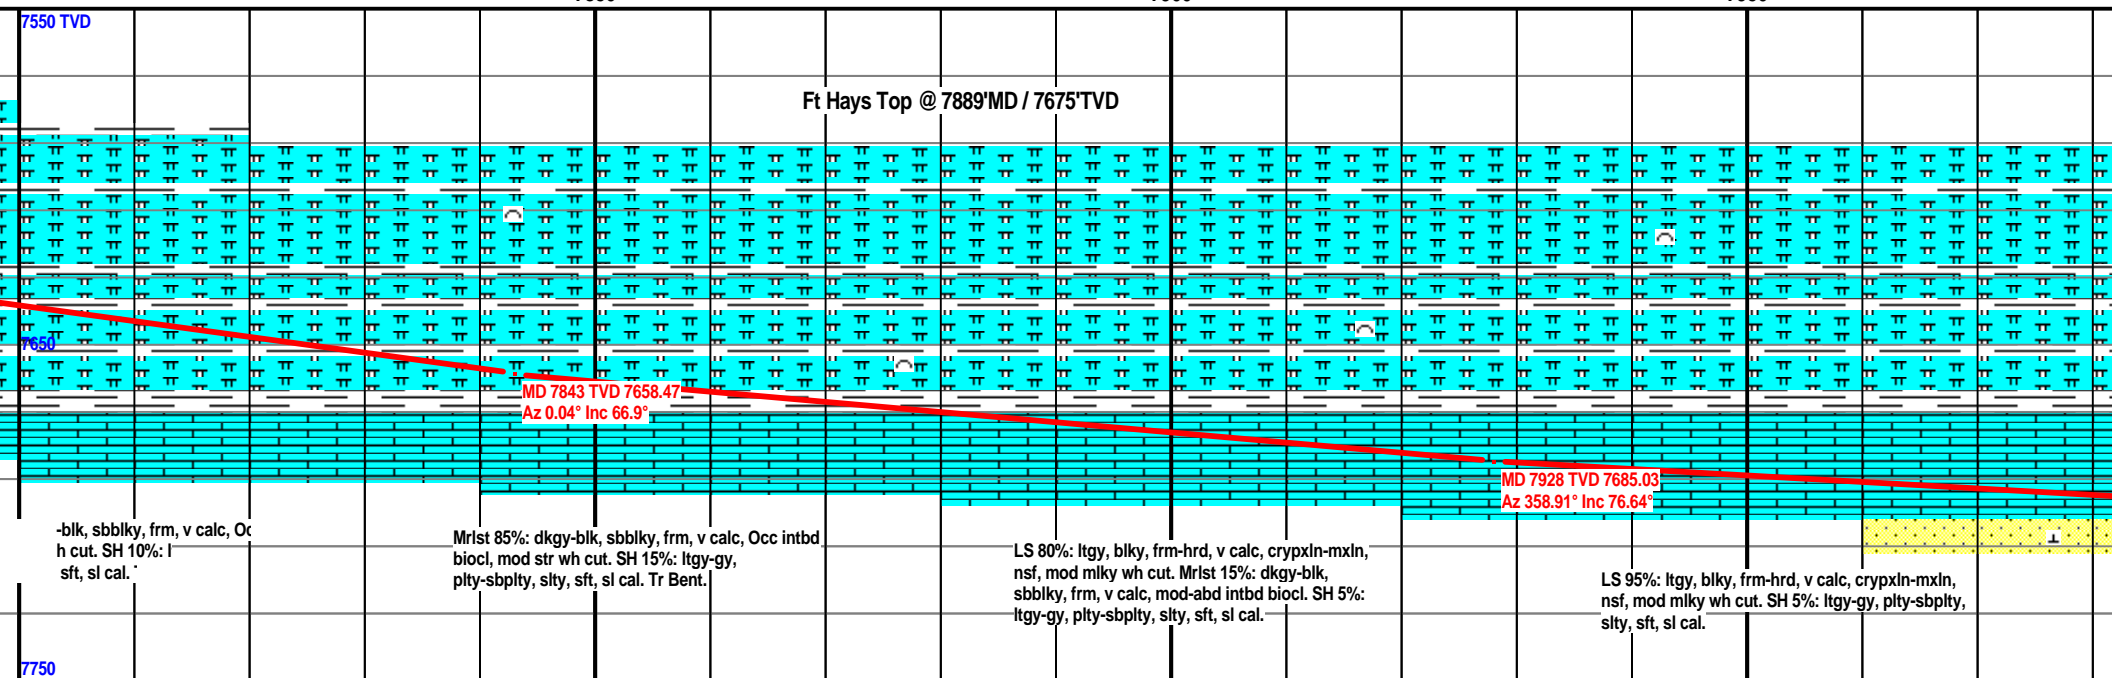 7550 TVD
Ft Hays Top @ 7889'MD / 7675'TVD
7650
MD 7843 TVD 7658.47
Az 0.04° Inc 66.9°
MD 7928 TVD 7685.03
Az 358.91° Inc 76.64°
-blk, sbblky, frm, v calc, Oc
h cut. SH 10%: l
sft, sl cal.
Mrlst 85%: dkgy-blk, sbblky, frm, v calc, Occ intbd
biocl, mod str wh cut. SH 15%: ltgy-gy,
plty-sbplty, slty, sft, sl cal. Tr Bent.
LS 80%: ltgy, blky, frm-hrd, v calc, crypxln-mxln,
nsf, mod mlky wh cut. Mrlst 15%: dkgy-blk,
sbblky, frm, v calc, mod-abd intbd biocl. SH 5%:
ltgy-gy, plty-sbplty, slty, sft, sl cal.
LS 95%: ltgy, blky, frm-hrd, v calc, crypxln-mxln,
nsf, mod mlky wh cut. SH 5%: ltgy-gy, plty-sbplty,
slty, sft, sl cal.
7750